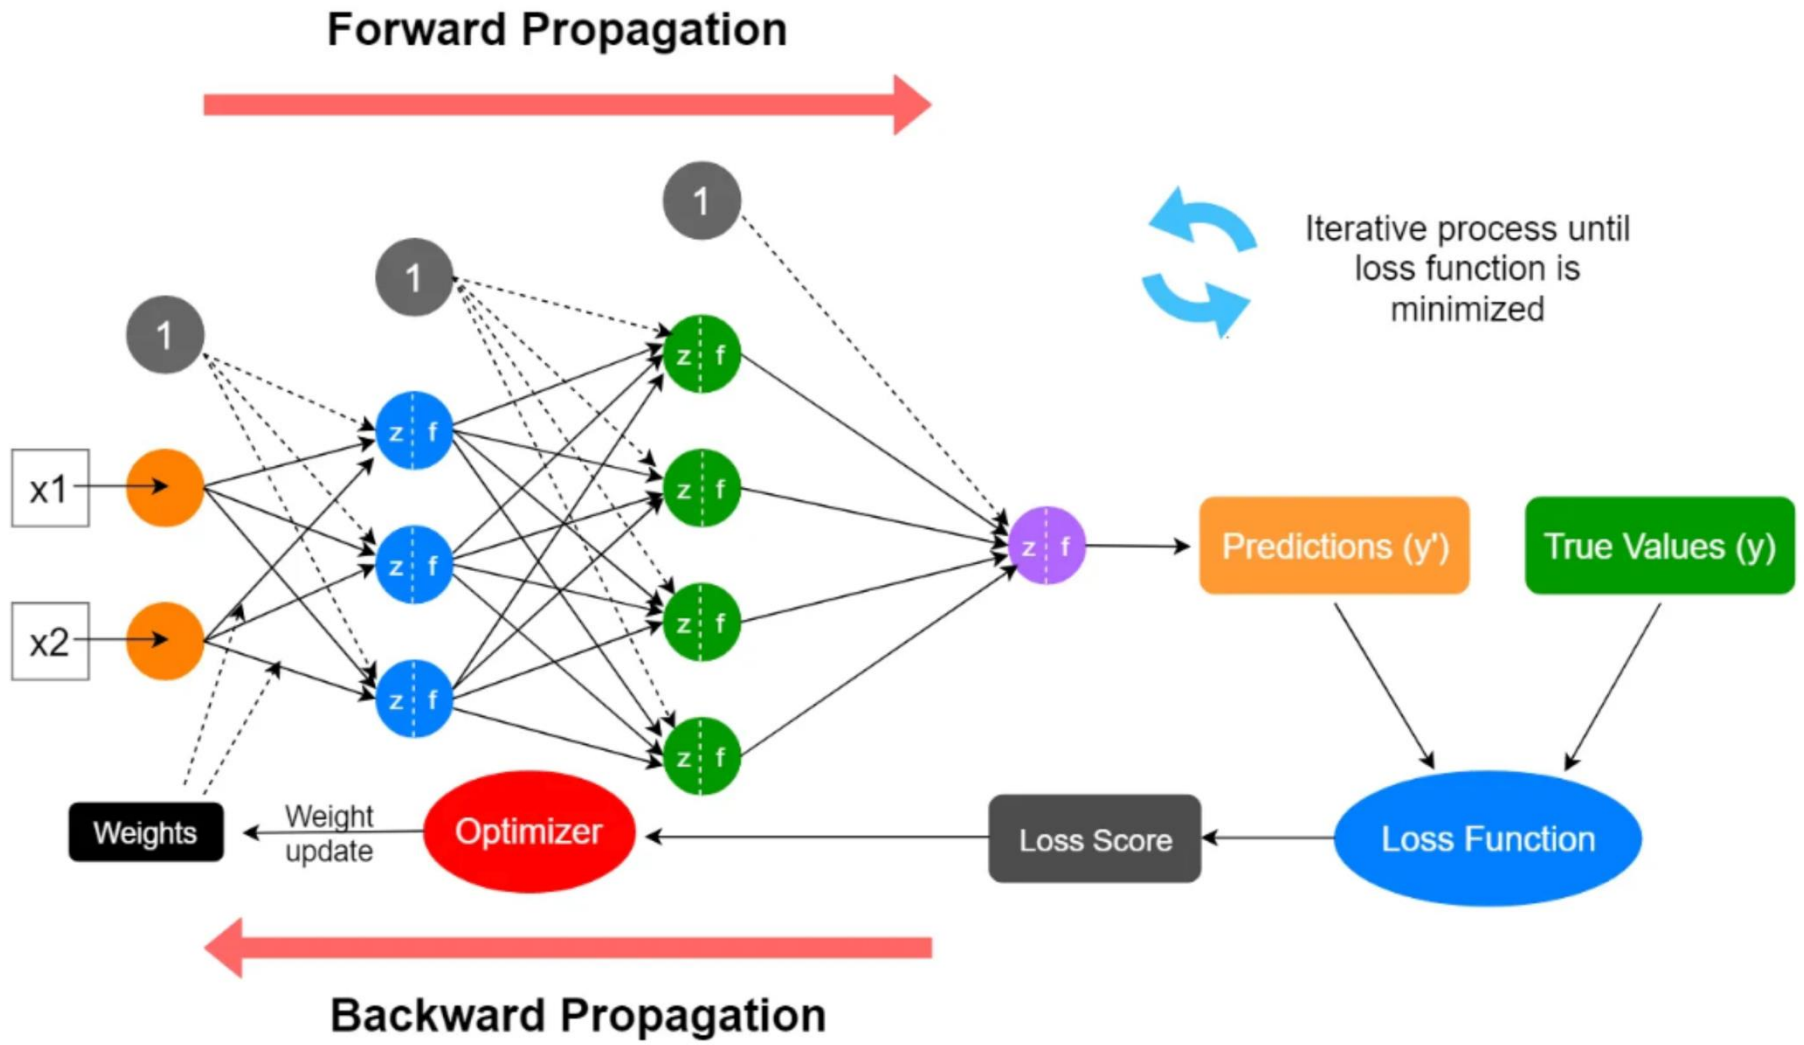 Forward Propagation
1
1
1
Iterative process until
loss function is
minimized
z f
z f
x1
z f
z f
z f
Predictions (y')
True Values (y)
z f
x2
z f
z f
z f
Weights
Weight
update
Optimizer
Loss Score
Loss Function
Backward Propagation